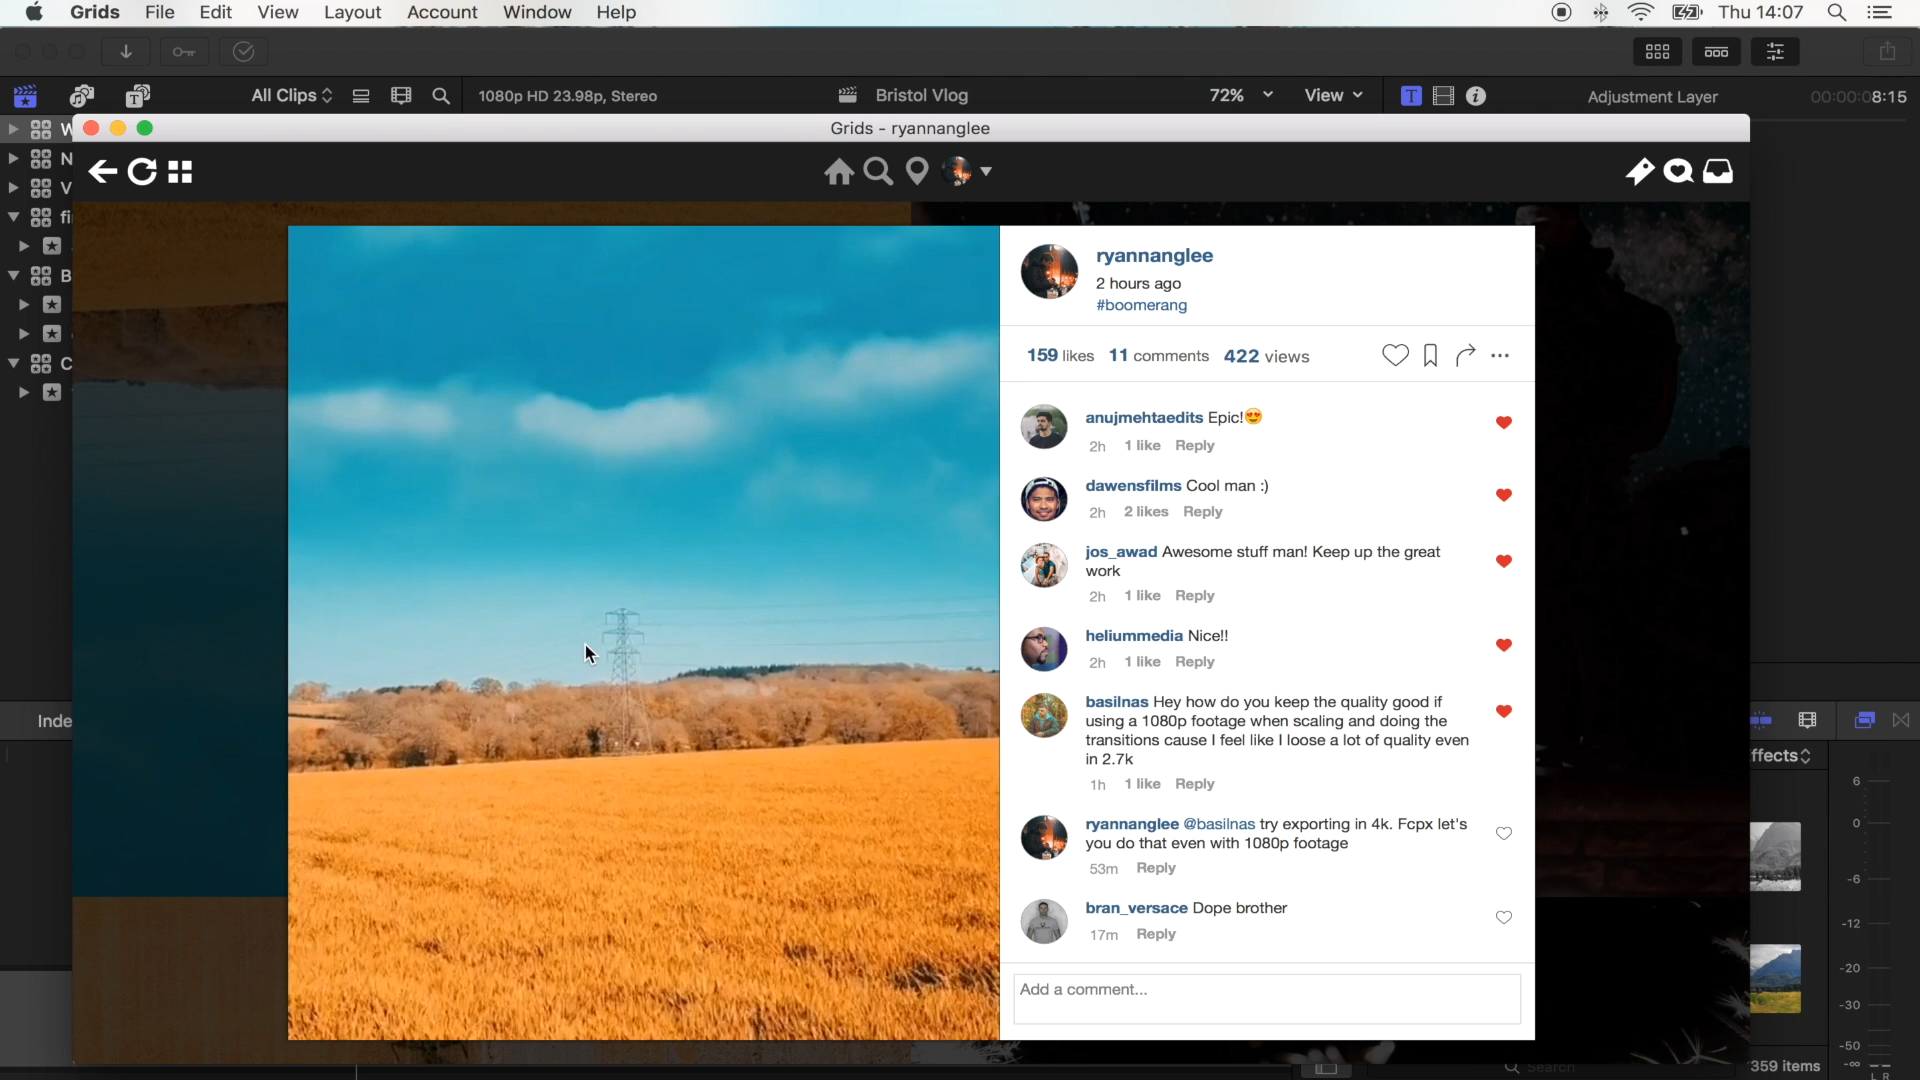 Grids File Edit View Layout Account Window Help Thu 14:07
All Clips 1080p HD 23.98p, Stereo Bristol Vlog 72% View Adjustment Layer 00:00:08:15
Grids - ryannanglee
W
N
V
fi
B
C
ryannanglee
2 hours ago
#boomerang
159 likes 11 comments 422 views
anujmehtaedits Epic!😍
2h 1 like Reply
dawensfilms Cool man :)
2h 2 likes Reply
jos_awad Awesome stuff man! Keep up the great
work
2h 1 like Reply
heliummedia Nice!!
2h 1 like Reply
basilnas Hey how do you keep the quality good if
using a 1080p footage when scaling and doing the
transitions cause I feel like I loose a lot of quality even
in 2.7k
1h 1 like Reply
ryannanglee @basilnas try exporting in 4k. Fcpx let's
you do that even with 1080p footage
53m Reply
bran_versace Dope brother
17m Reply
Add a comment...
Inde
ffects
6
0
-6
-12
-20
-30
-50
-∞
L R
Search
359 items